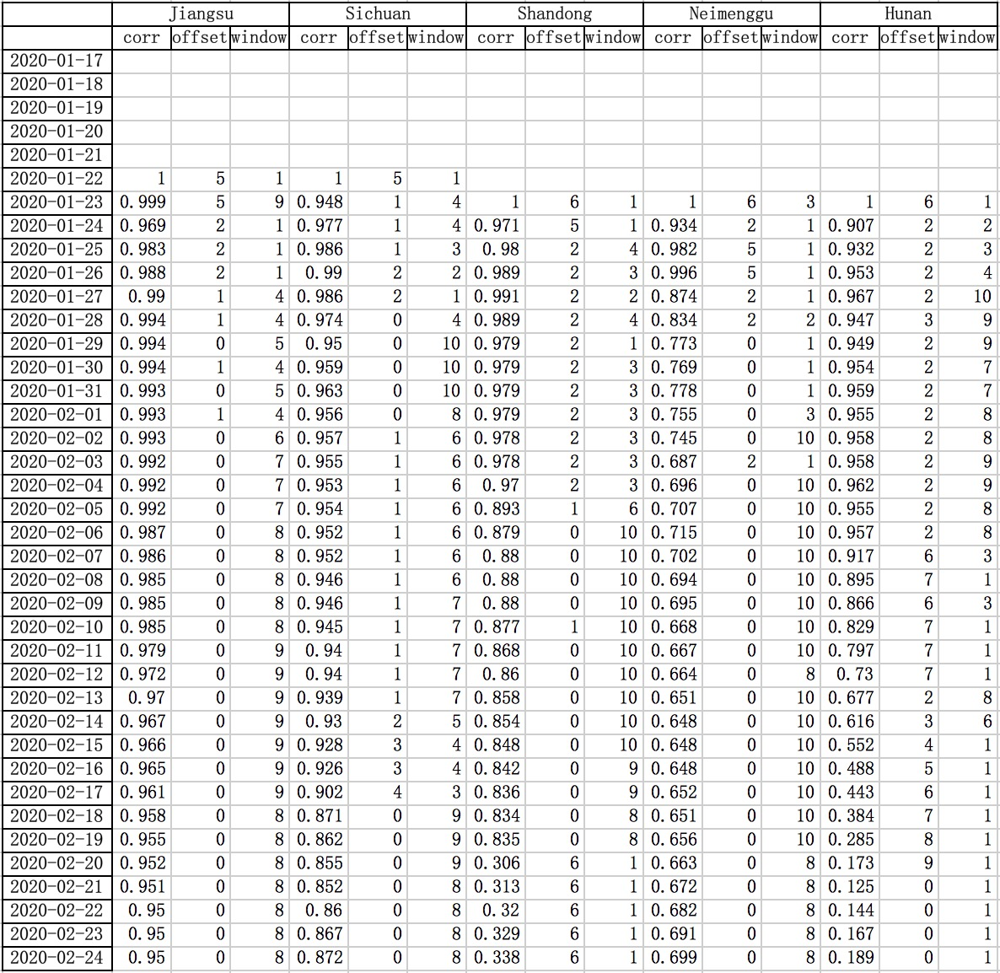 Jiangsu Sichuan Shandong Neimenggu Hunan
corr offset window corr offset window corr offset window corr offset window corr offset window
2020-01-17
2020-01-18
2020-01-19
2020-01-20
2020-01-21
2020-01-22 1 5 1 1 5 1
2020-01-23 0.999 5 9 0.948 1 4 1 6 1 1 6 3 1 6 1
2020-01-24 0.969 2 1 0.977 1 4 0.971 5 1 0.934 2 1 0.907 2 2
2020-01-25 0.983 2 1 0.986 1 3 0.98 2 4 0.982 5 1 0.932 2 3
2020-01-26 0.988 2 1 0.99 2 2 0.989 2 3 0.996 5 1 0.953 2 4
2020-01-27 0.99 1 4 0.986 2 1 0.991 2 2 0.874 2 1 0.967 2 10
2020-01-28 0.994 1 4 0.974 0 4 0.989 2 4 0.834 2 2 0.947 3 9
2020-01-29 0.994 0 5 0.95 0 10 0.979 2 1 0.773 0 1 0.949 2 9
2020-01-30 0.994 1 4 0.959 0 10 0.979 2 3 0.769 0 1 0.954 2 7
2020-01-31 0.993 0 5 0.963 0 10 0.979 2 3 0.778 0 1 0.959 2 7
2020-02-01 0.993 1 4 0.956 0 8 0.979 2 3 0.755 0 3 0.955 2 8
2020-02-02 0.993 0 6 0.957 1 6 0.978 2 3 0.745 0 10 0.958 2 8
2020-02-03 0.992 0 7 0.955 1 6 0.978 2 3 0.687 2 1 0.958 2 9
2020-02-04 0.992 0 7 0.953 1 6 0.97 2 3 0.696 0 10 0.962 2 9
2020-02-05 0.992 0 7 0.954 1 6 0.893 1 6 0.707 0 10 0.955 2 8
2020-02-06 0.987 0 8 0.952 1 6 0.879 0 10 0.715 0 10 0.957 2 8
2020-02-07 0.986 0 8 0.952 1 6 0.88 0 10 0.702 0 10 0.917 6 3
2020-02-08 0.985 0 8 0.946 1 6 0.88 0 10 0.694 0 10 0.895 7 1
2020-02-09 0.985 0 8 0.946 1 7 0.88 0 10 0.695 0 10 0.866 6 3
2020-02-10 0.985 0 8 0.945 1 7 0.877 1 10 0.668 0 10 0.829 7 1
2020-02-11 0.979 0 9 0.94 1 7 0.868 0 10 0.667 0 10 0.797 7 1
2020-02-12 0.972 0 9 0.94 1 7 0.86 0 10 0.664 0 8 0.73 7 1
2020-02-13 0.97 0 9 0.939 1 7 0.858 0 10 0.651 0 10 0.677 2 8
2020-02-14 0.967 0 9 0.93 2 5 0.854 0 10 0.648 0 10 0.616 3 6
2020-02-15 0.966 0 9 0.928 3 4 0.848 0 10 0.648 0 10 0.552 4 1
2020-02-16 0.965 0 9 0.926 3 4 0.842 0 9 0.648 0 10 0.488 5 1
2020-02-17 0.961 0 9 0.902 4 3 0.836 0 9 0.652 0 10 0.443 6 1
2020-02-18 0.958 0 8 0.871 0 9 0.834 0 8 0.651 0 10 0.384 7 1
2020-02-19 0.955 0 8 0.862 0 9 0.835 0 8 0.656 0 10 0.285 8 1
2020-02-20 0.952 0 8 0.855 0 9 0.306 6 1 0.663 0 8 0.173 9 1
2020-02-21 0.951 0 8 0.852 0 8 0.313 6 1 0.672 0 8 0.125 0 1
2020-02-22 0.95 0 8 0.86 0 8 0.32 6 1 0.682 0 8 0.144 0 1
2020-02-23 0.95 0 8 0.867 0 8 0.329 6 1 0.691 0 8 0.167 0 1
2020-02-24 0.95 0 8 0.872 0 8 0.338 6 1 0.699 0 8 0.189 0 1